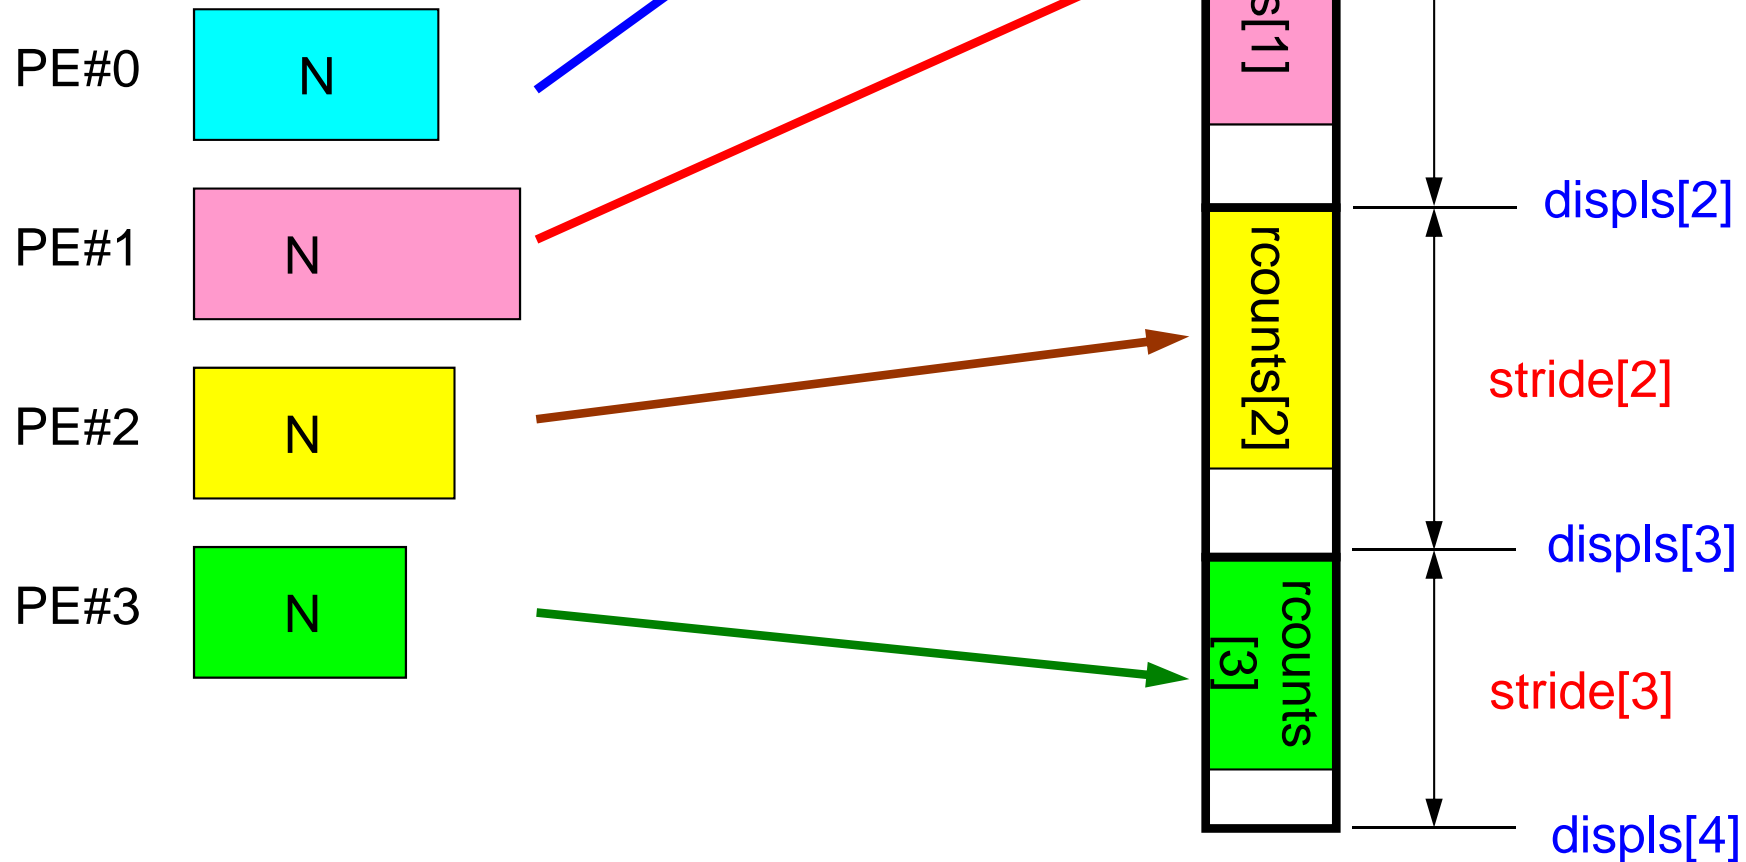 PE#0
N
PE#1
N
PE#2
N
PE#3
N
s[1]
rcounts[2]
rcounts
[3]
displs[2]
stride[2]
displs[3]
stride[3]
displs[4]